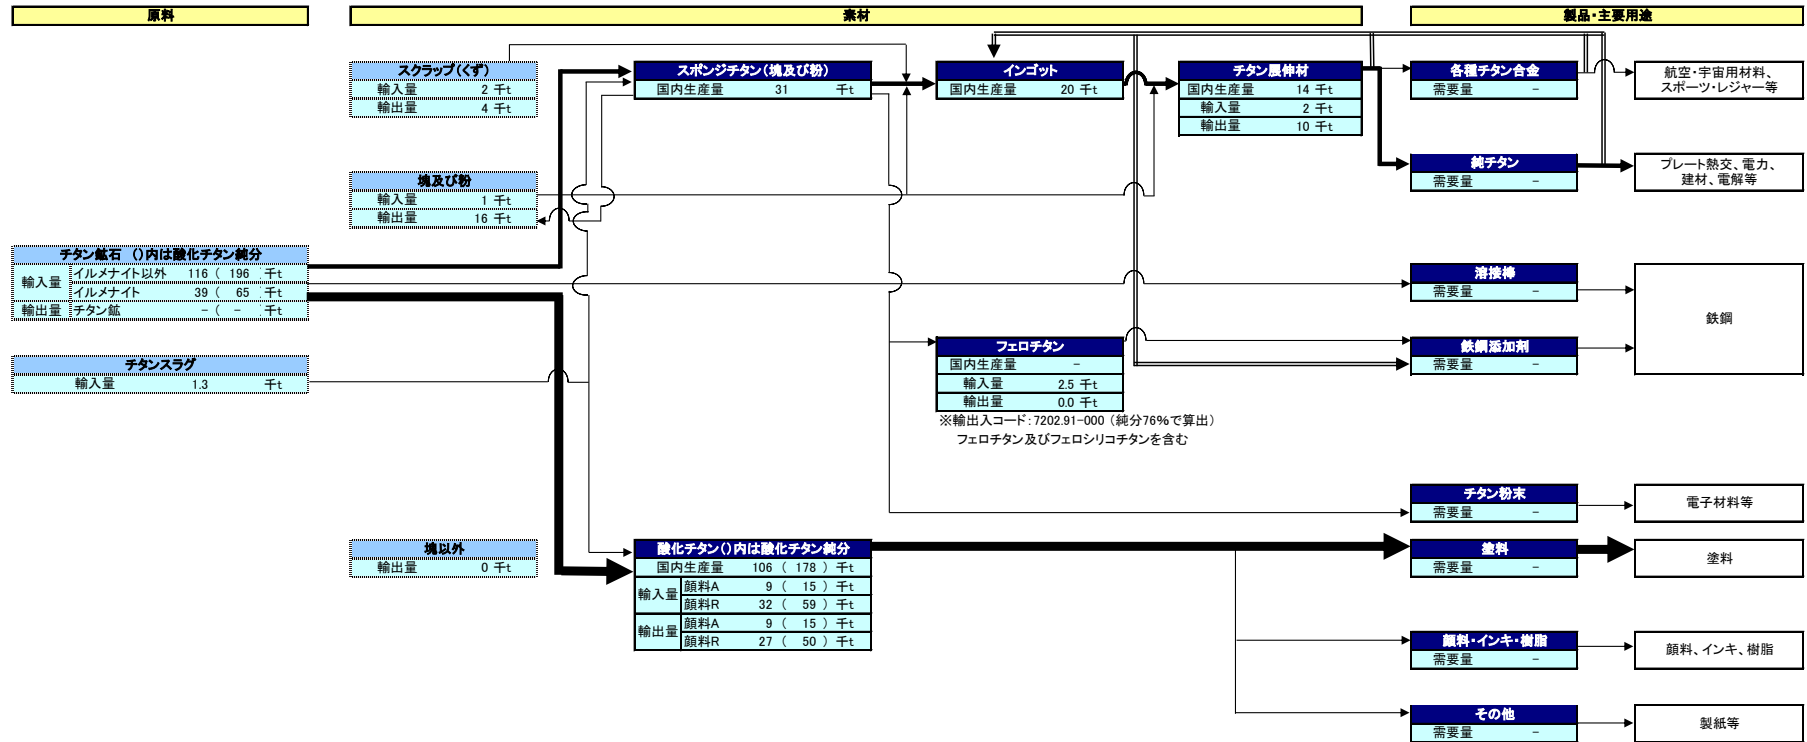 原料
素材
製品・主要用途
スクラップ（くず）
輸入量 2 千t
輸出量 4 千t
スポンジチタン（塊及び粉）
国内生産量 31 千t
インゴット
国内生産量 20 千t
チタン展伸材
国内生産量 14 千t
輸入量 2 千t
輸出量 10 千t
各種チタン合金
需要量 -
航空・宇宙用材料、
スポーツ・レジャー等
塊及び粉
輸入量 1 千t
輸出量 16 千t
純チタン
需要量 -
プレート熱交、電力、
建材、電解等
チタン鉱石 （）内は酸化チタン純分
輸入量 イルメナイト以外 116 （ 196 千t
イルメナイト 39 （ 65 千t
輸出量 チタン鉱 - （ - 千t
溶接棒
需要量 -
鉄鋼
チタンスラグ
輸入量 1.3 千t
フェロチタン
国内生産量 -
輸入量 2.5 千t
輸出量 0.0 千t
※輸出入コード：7202.91-000 （純分76％で算出）
フェロチタン及びフェロシリコチタンを含む
鉄鋼添加剤
需要量 -
チタン粉末
需要量 -
電子材料等
塊以外
輸出量 0 千t
酸化チタン（）内は酸化チタン純分
国内生産量 106 （ 178 ） 千t
輸入量 顔料A 9 （ 15 ） 千t
顔料R 32 （ 59 ） 千t
輸出量 顔料A 9 （ 15 ） 千t
顔料R 27 （ 50 ） 千t
塗料
需要量 -
塗料
顔料・インキ・樹脂
需要量 -
顔料、インキ、樹脂
その他
需要量 -
製紙等